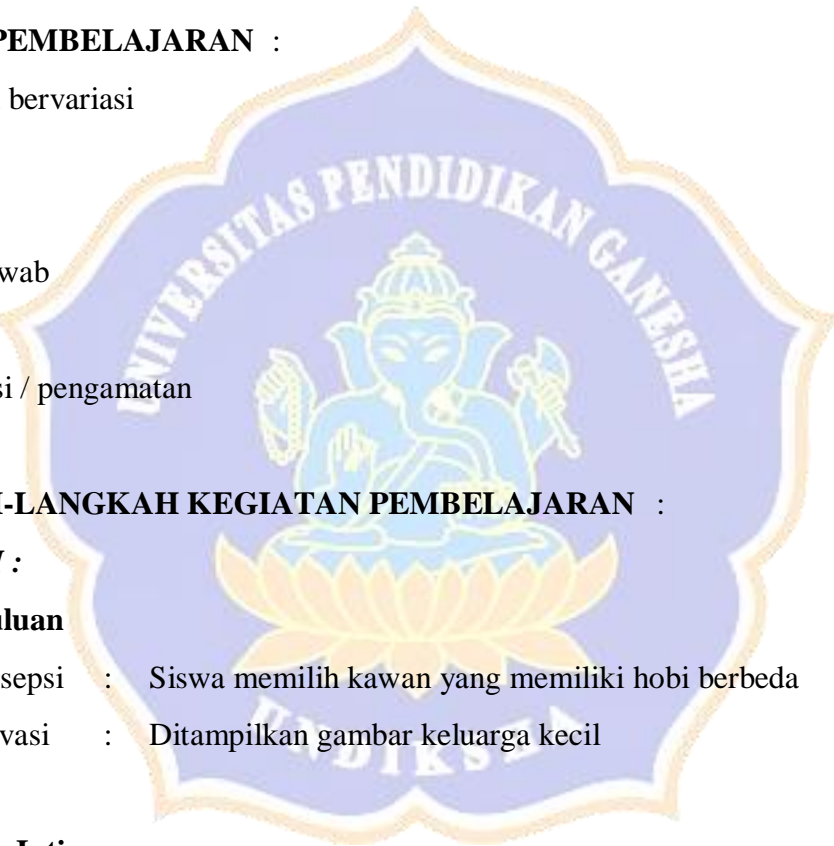 PEMBELAJARAN :
bervariasi
UNIVERSITAS PENDIDIKAN GANESHA
wab
si / pengamatan
-LANGKAH KEGIATAN PEMBELAJARAN :
:
uluan
sepsi : Siswa memilih kawan yang memiliki hobi berbeda
vasi : Ditampilkan gambar keluarga kecil
UNDIKSHA